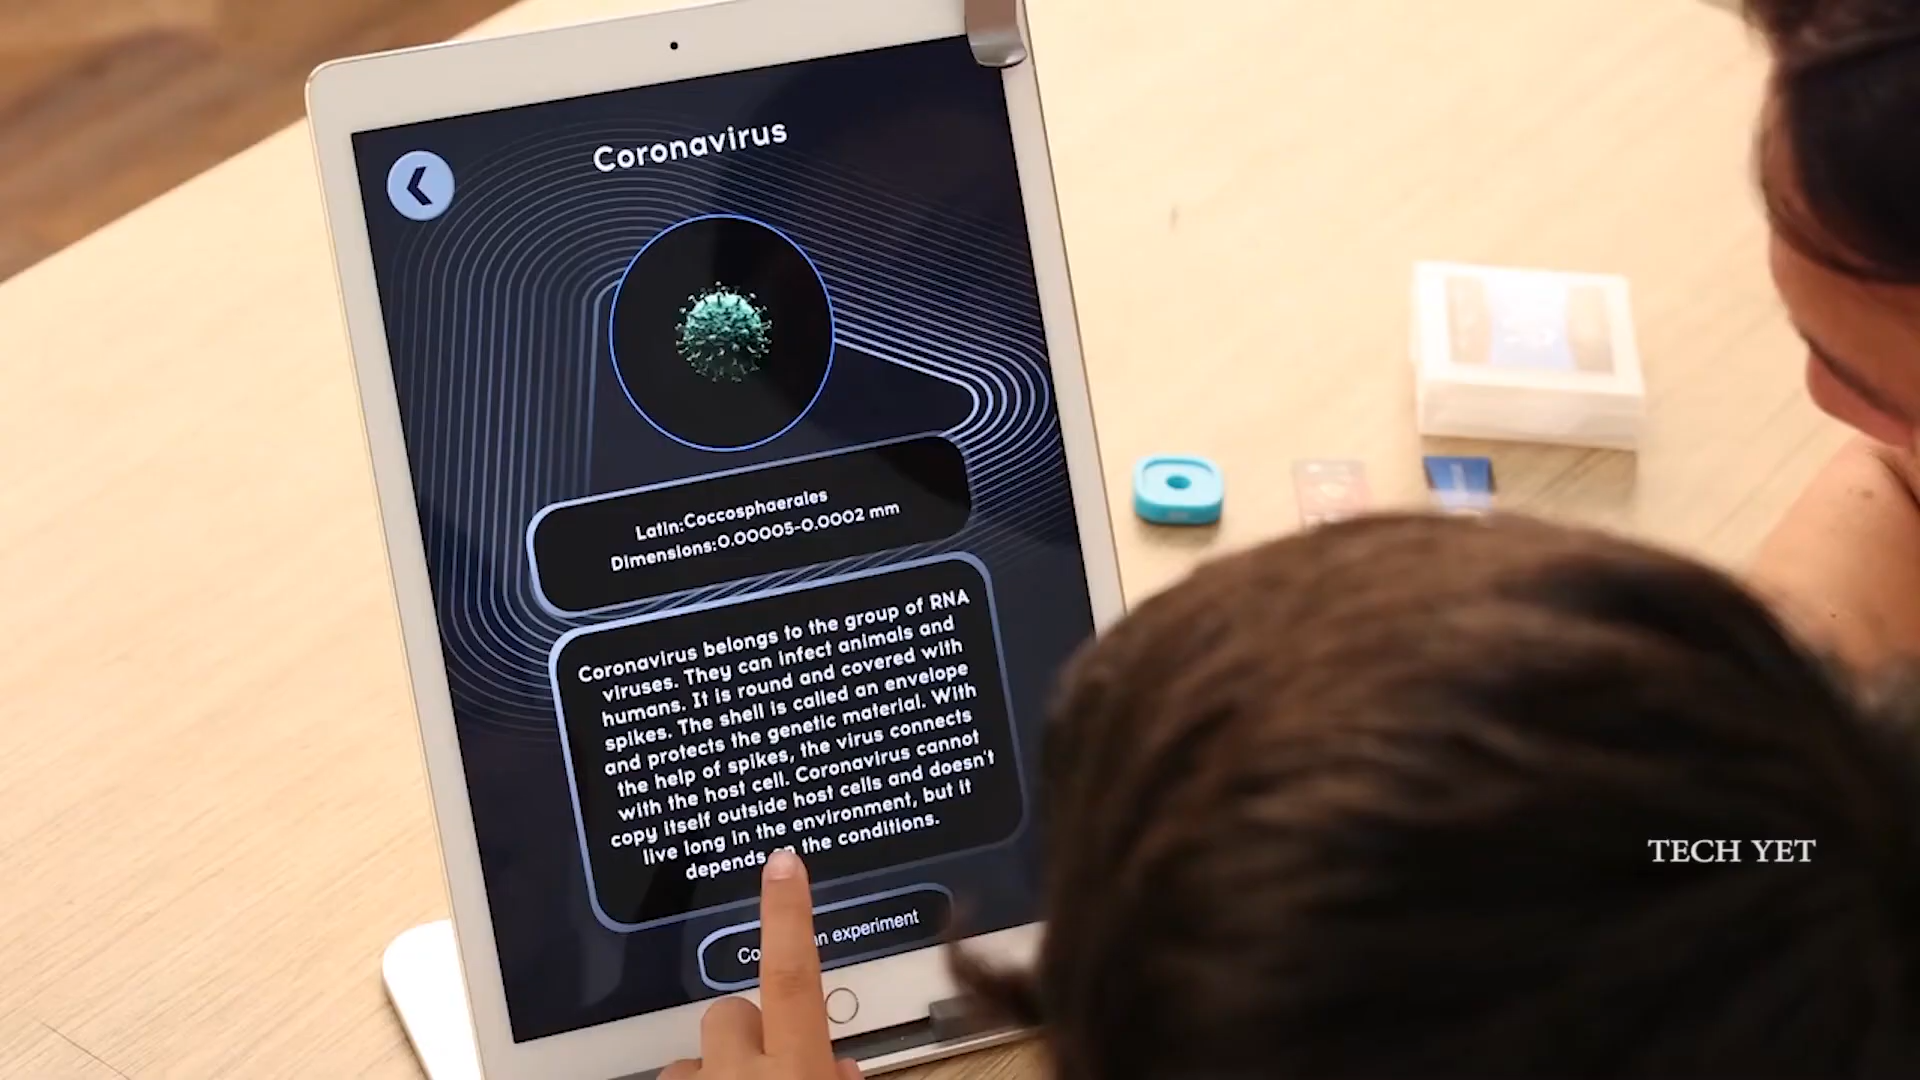 Coronavirus
Latin:Coccosphaerales
Dimensions:0.00005-0.0002 mm
Coronavirus belongs to the group of RNA
viruses. They can infect animals and
humans. It is round and covered with
spikes. The shell is called an envelope
and protects the genetic material. With
the help of spikes, the virus connects
with the host cell. Coronavirus cannot
copy itself outside host cells and doesn't
live long in the environment, but it
depends the conditions.
experiment
TECH YET